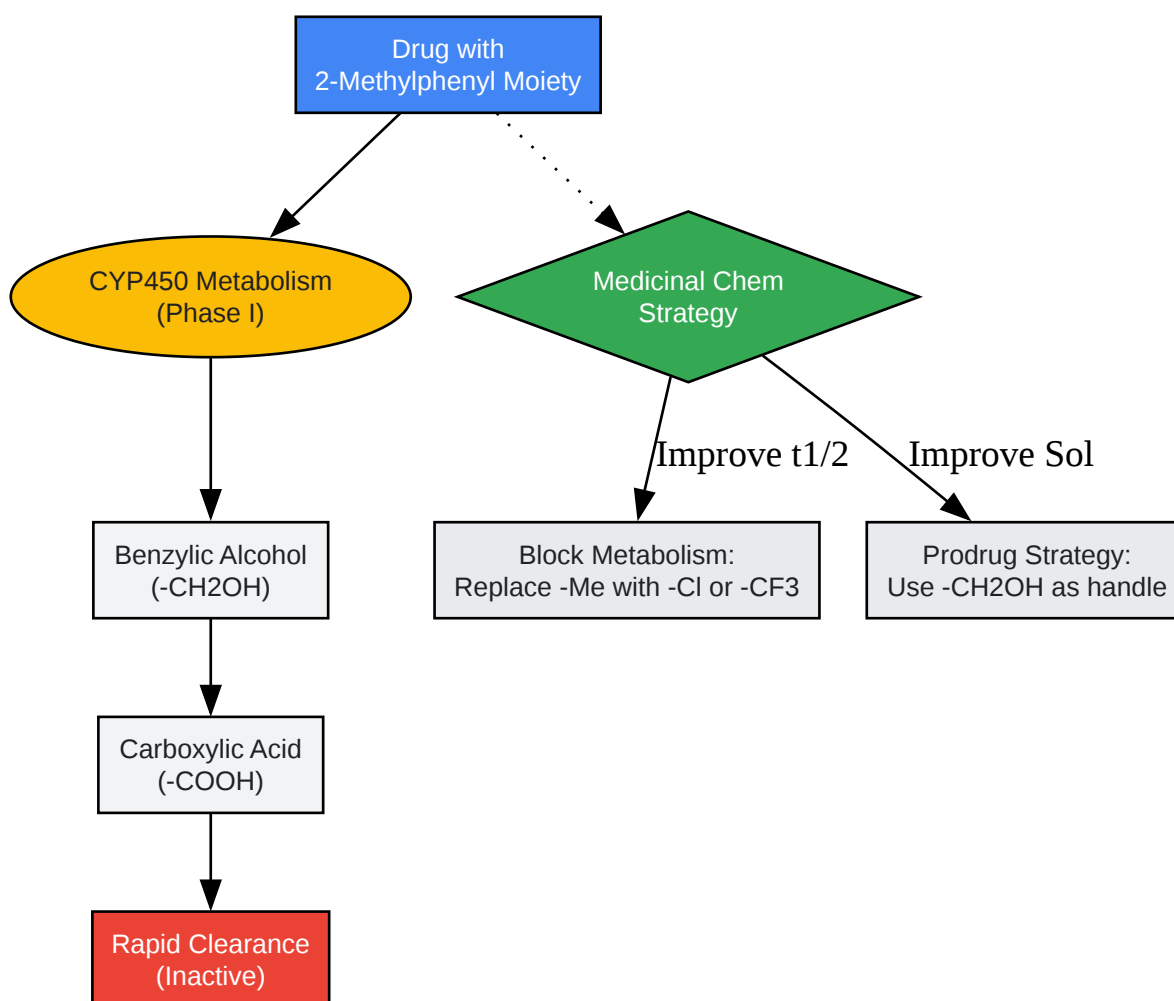 Drug with
2-Methylphenyl Moiety
CYP450 Metabolism
(Phase I)
Medicinal Chem
Strategy
Improve t1/2
Improve Sol
Benzylic Alcohol
(-CH2OH)
Block Metabolism:
Replace -Me with -Cl or -CF3
Prodrug Strategy:
Use -CH2OH as handle
Carboxylic Acid
(-COOH)
Rapid Clearance
(Inactive)